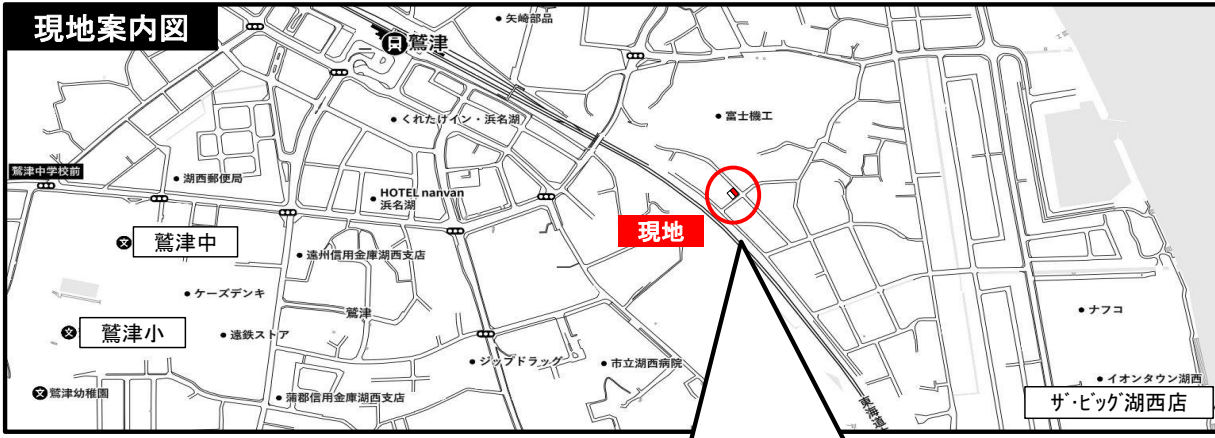 現地案内図
矢崎部品
鷲津
富士機工
くれたけイン・浜名湖
鷲津中学校前
湖西郵便局
HOTEL nanvan
浜名湖
現地
鷲津中
遠州信用金庫湖西支店
ケーズデンキ
鷲津
ナフコ
鷲津小
遠鉄ストア
ジップドラッグ
市立湖西病院
イオンタウン湖西
鷲津幼稚園
蒲郡信用金庫湖西支店
東海道
ザ・ビッグ湖西店